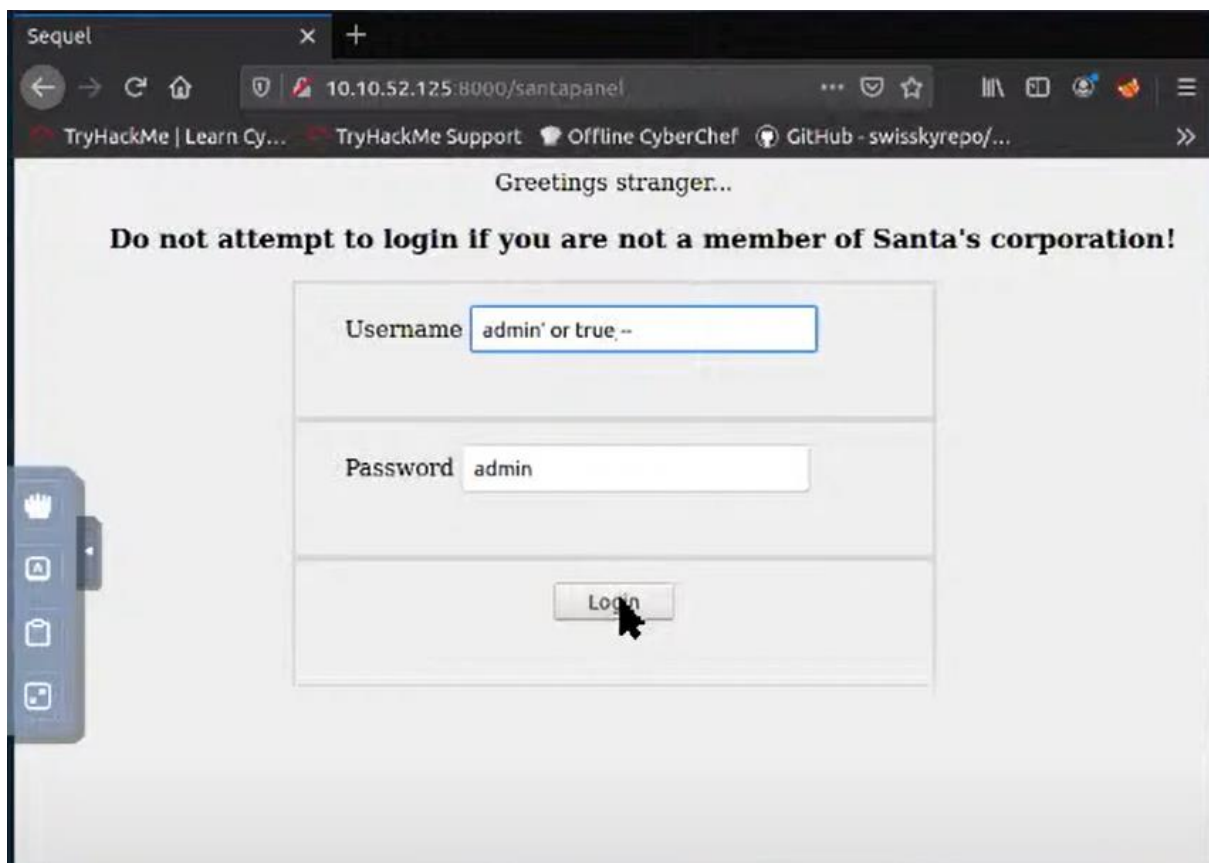 Sequel
10.10.52.125:8000/santapanel
TryHackMe | Learn Cy... TryHackMe Support Offline CyberChef GitHub - swisskyrepo/...
Greetings stranger...
Do not attempt to login if you are not a member of Santa's corporation!
Username admin' or true --
Password admin
Login